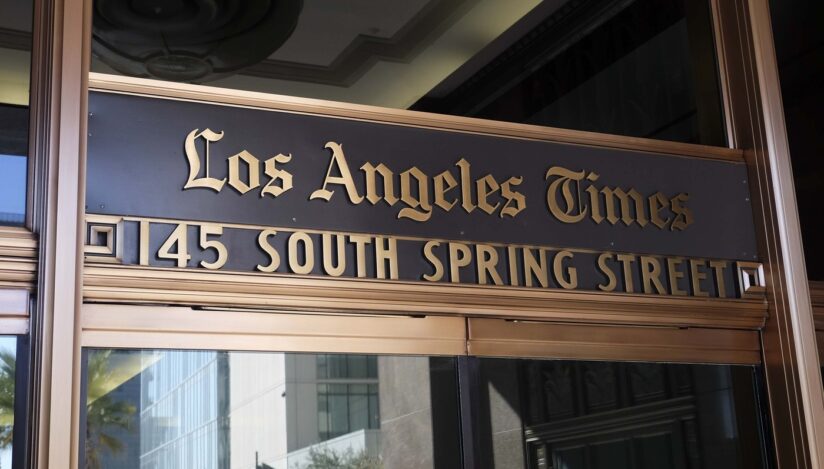 Los Angeles Times
145 SOUTH SPRING STREET